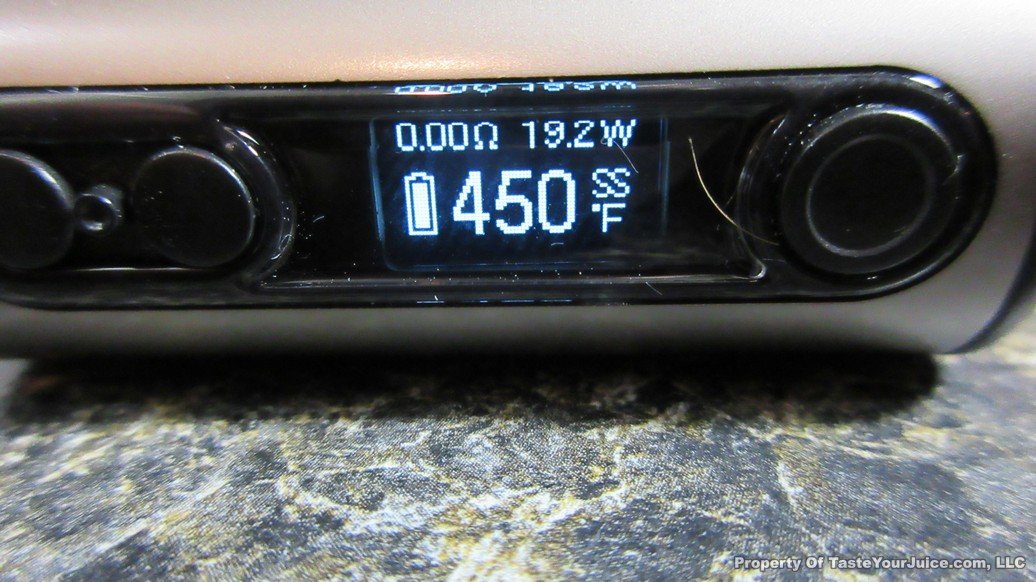 0.00Ω 19.2W
450 SS
°F
Property Of TasteYourJuice.com, LLC